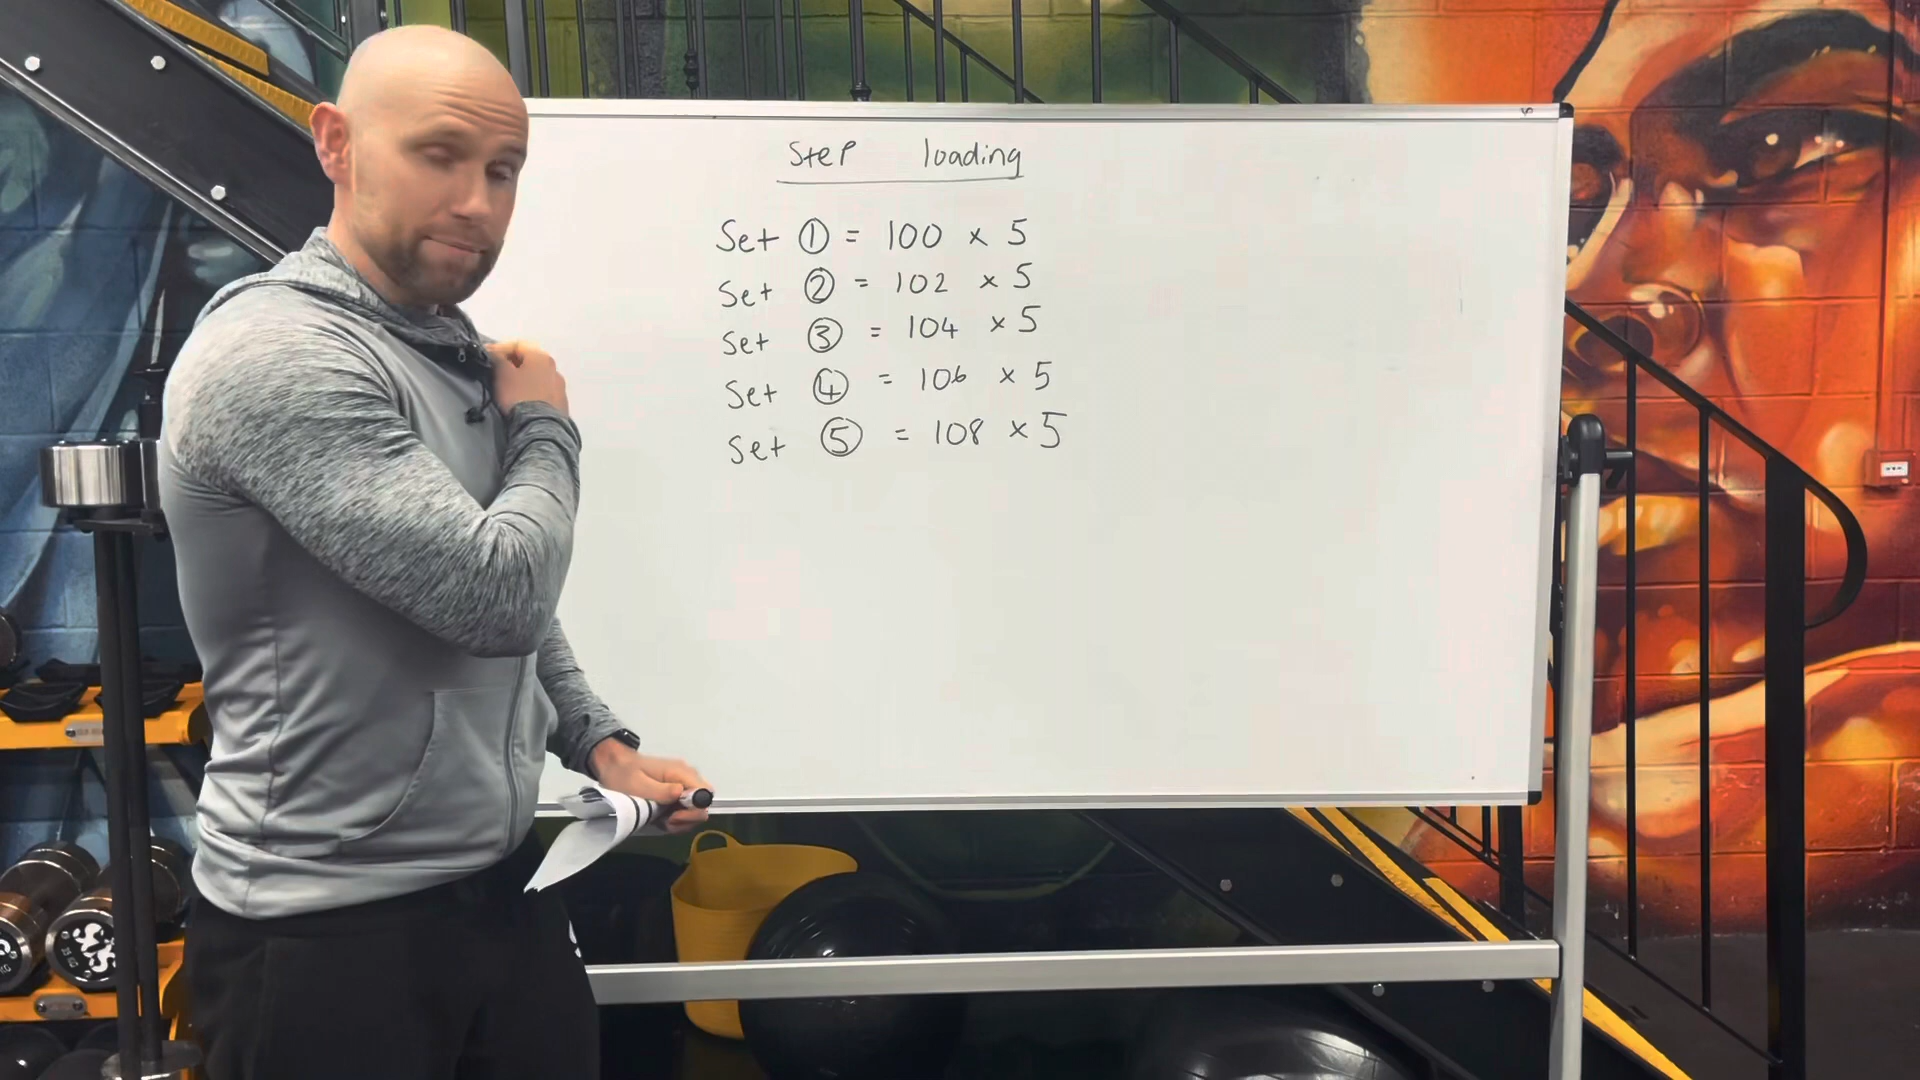 Step loading
Set ① = 100 × 5
Set ② = 102 × 5
Set ③ = 104 × 5
Set ④ = 106 × 5
Set ⑤ = 108 × 5